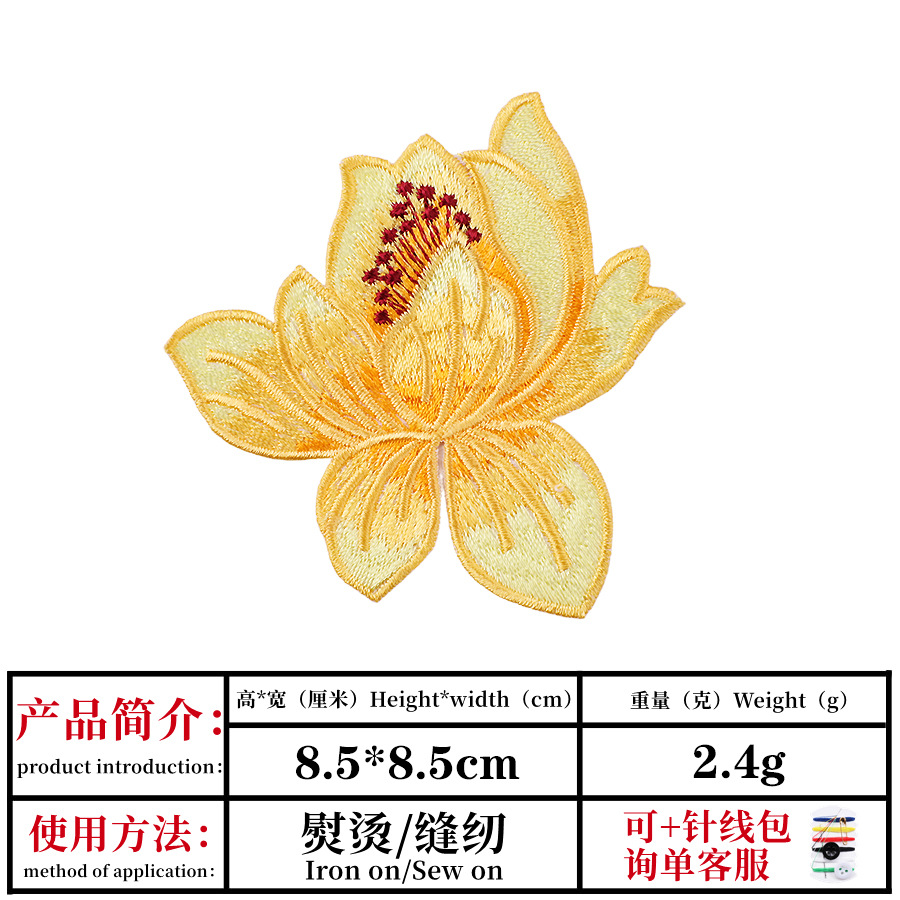 产品简介：
product introduction：
高*宽（厘米）Height*width（cm）
重量（克）Weight（g）
8.5*8.5cm
2.4g
使用方法：
method of application：
熨烫/缝纫
Iron on/Sew on
可+针线包
询单客服